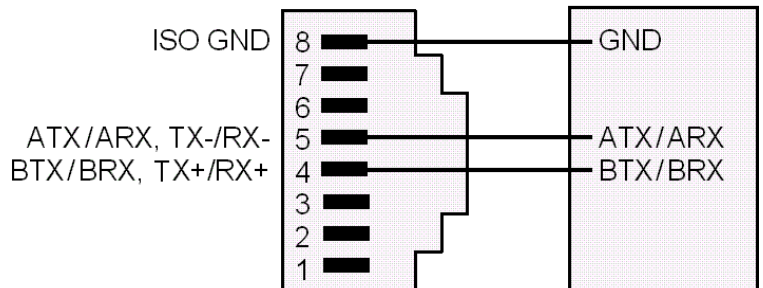 ISO GND 8 GND
7
6
ATX/ARX, TX-/RX- 5 ATX/ARX
BTX/BRX, TX+/RX+ 4 BTX/BRX
3
2
1